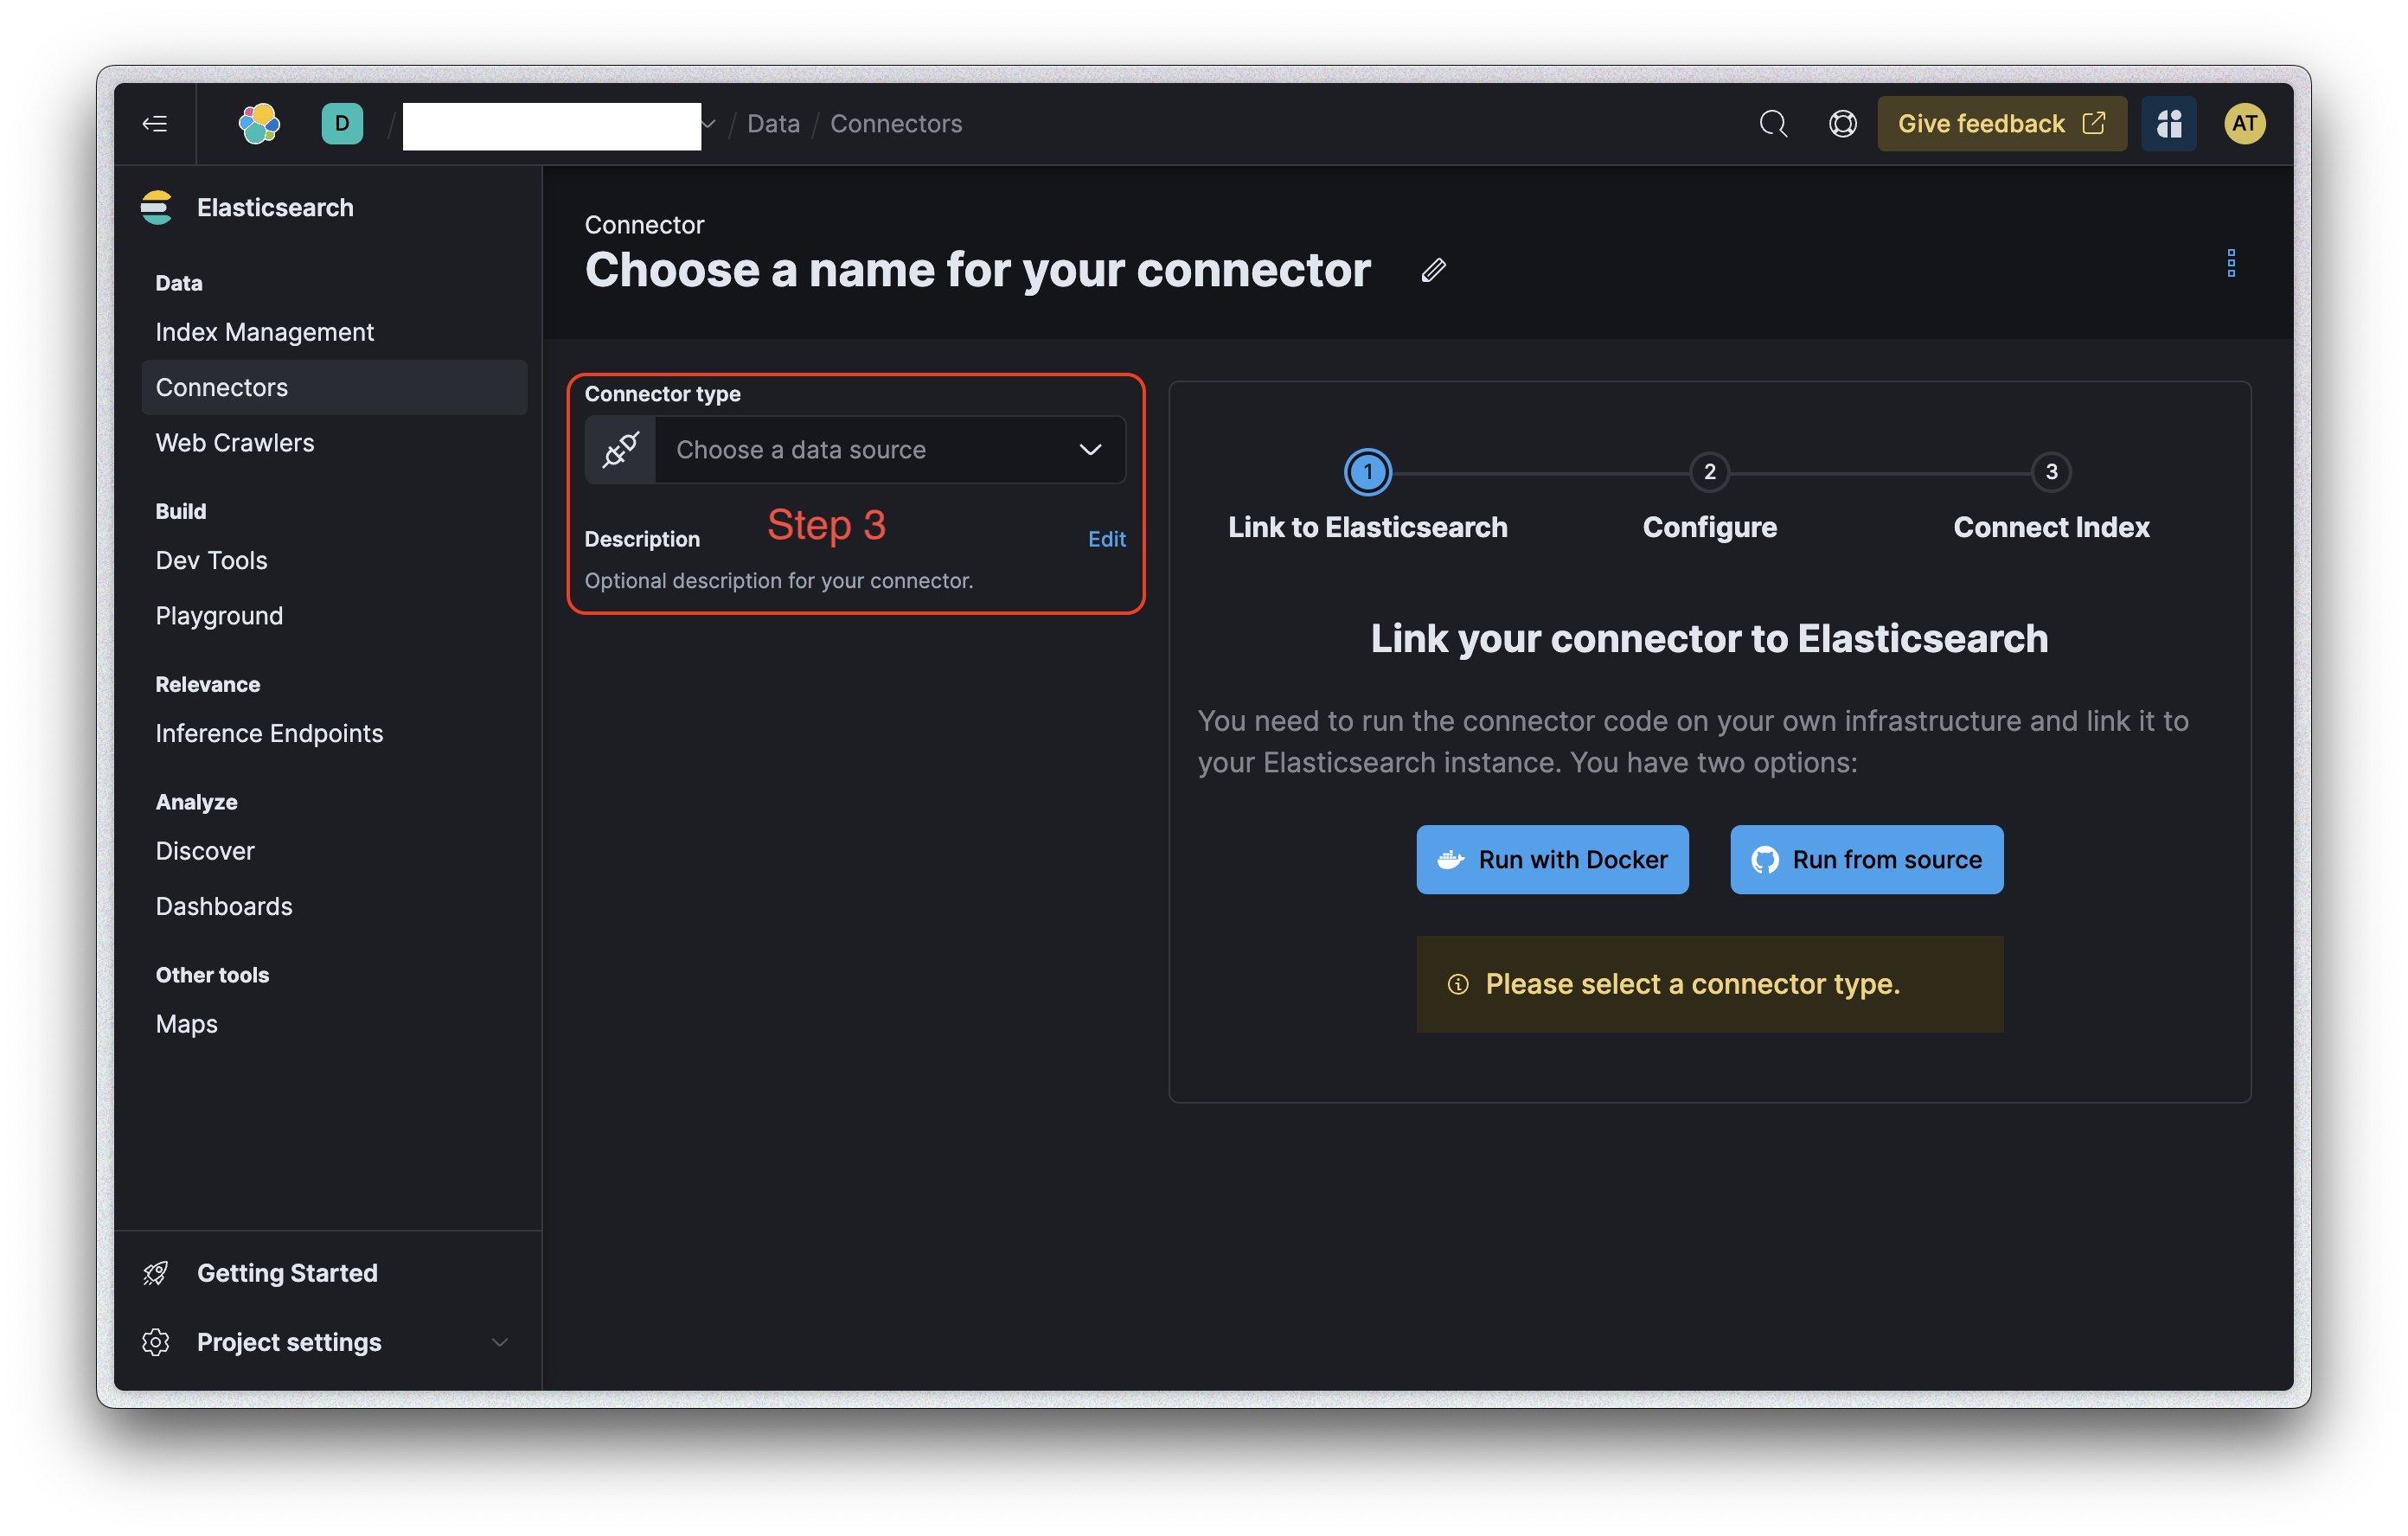 D / / Data / Connectors Give feedback AT
Elasticsearch
Data
Index Management
Connectors
Web Crawlers
Build
Dev Tools
Playground
Relevance
Inference Endpoints
Analyze
Discover
Dashboards
Other tools
Maps
Getting Started
Project settings
Connector
Choose a name for your connector
Connector type
Choose a data source
Step 3
Description Edit
Optional description for your connector.
1 2 3
Link to Elasticsearch Configure Connect Index
Link your connector to Elasticsearch
You need to run the connector code on your own infrastructure and link it to
your Elasticsearch instance. You have two options:
Run with Docker Run from source
Please select a connector type.